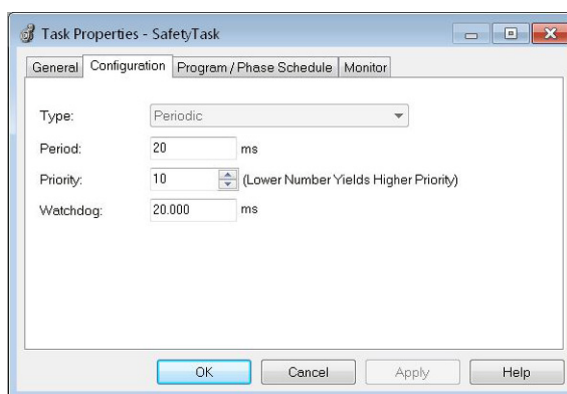 Task Properties - SafetyTask
General Configuration Program / Phase Schedule Monitor
Type: Periodic
Period: 20 ms
Priority: 10 (Lower Number Yields Higher Priority)
Watchdog: 20.000 ms
OK Cancel Apply Help